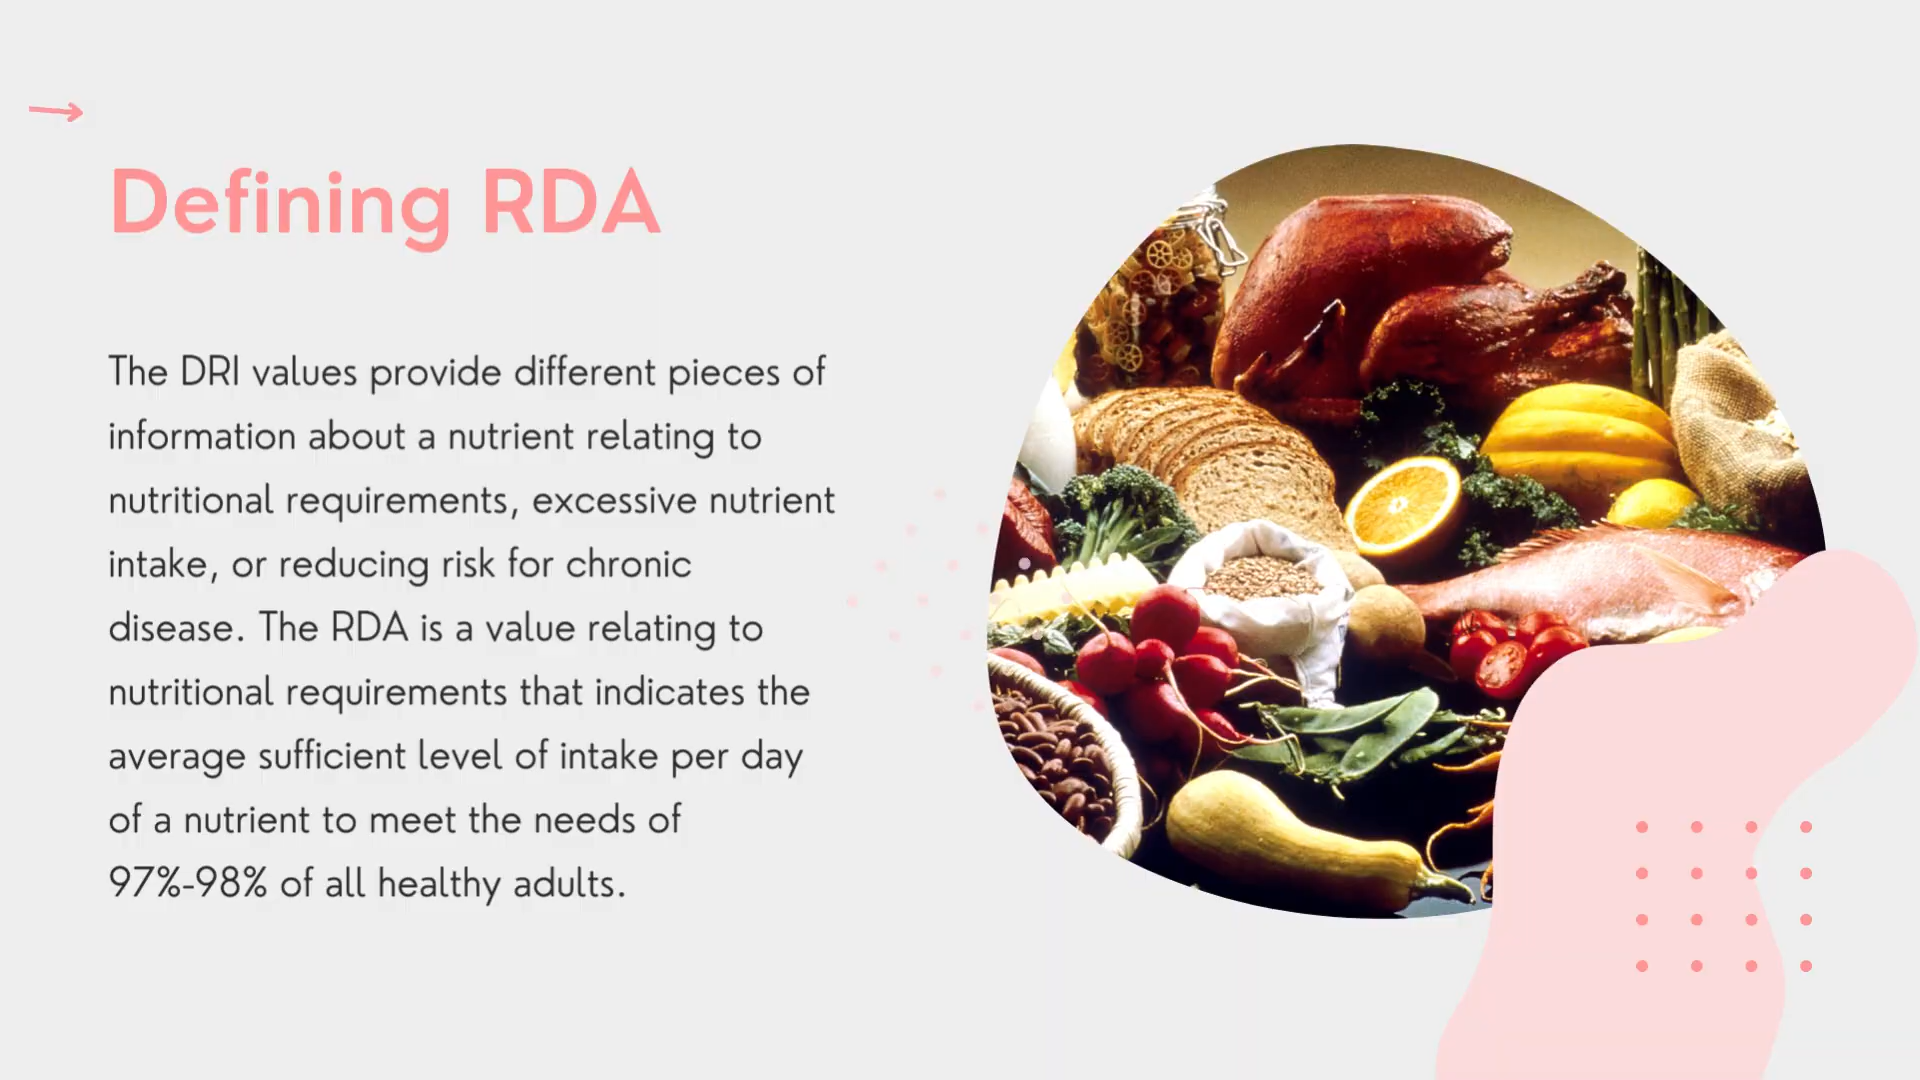 Defining RDA
The DRI values provide different pieces of
information about a nutrient relating to
nutritional requirements, excessive nutrient
intake, or reducing risk for chronic
disease. The RDA is a value relating to
nutritional requirements that indicates the
average sufficient level of intake per day
of a nutrient to meet the needs of
97%-98% of all healthy adults.